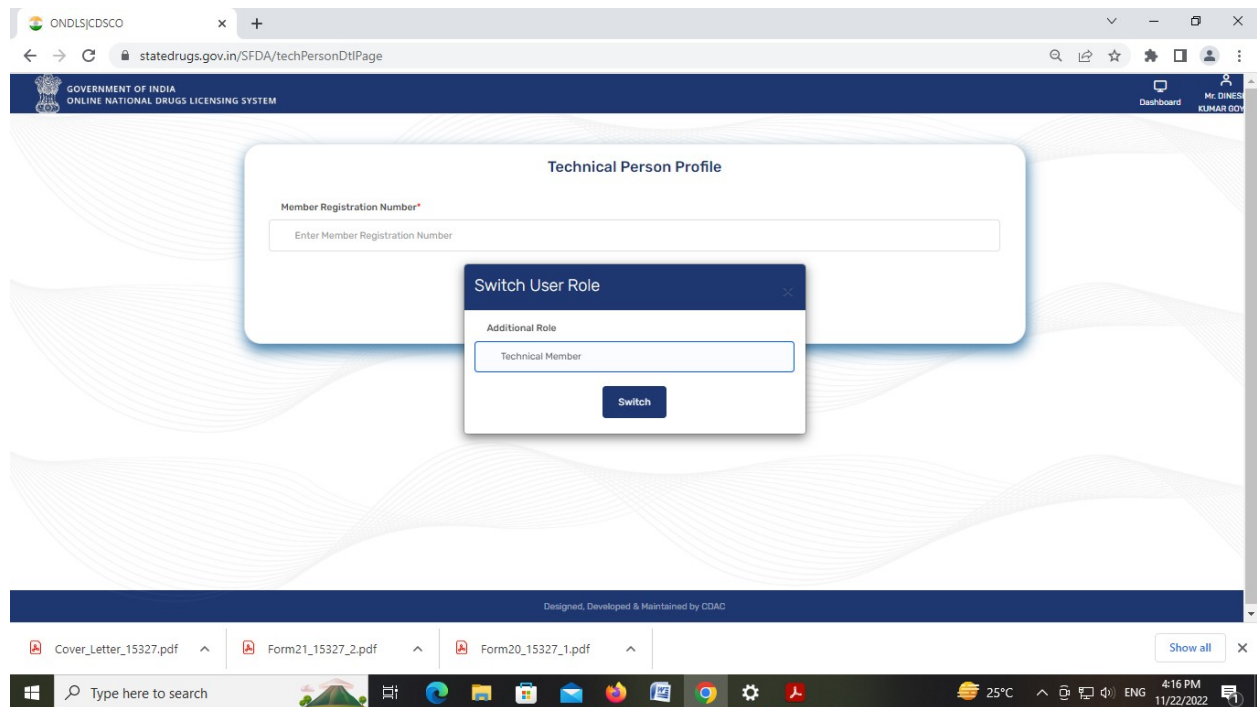 ONDLS|CDSCO
statedrugs.gov.in/SFDA/techPersonDtlPage
GOVERNMENT OF INDIA
ONLINE NATIONAL DRUGS LICENSING SYSTEM
Dashboard
Mr. DINESH
KUMAR GOY
Technical Person Profile
Member Registration Number*
Enter Member Registration Number
Switch User Role
Additional Role
Technical Member
Switch
Designed, Developed & Maintained by CDAC
Cover_Letter_15327.pdf
Form21_15327_2.pdf
Form20_15327_1.pdf
Show all
Type here to search
25°C
ENG
4:16 PM
11/22/2022